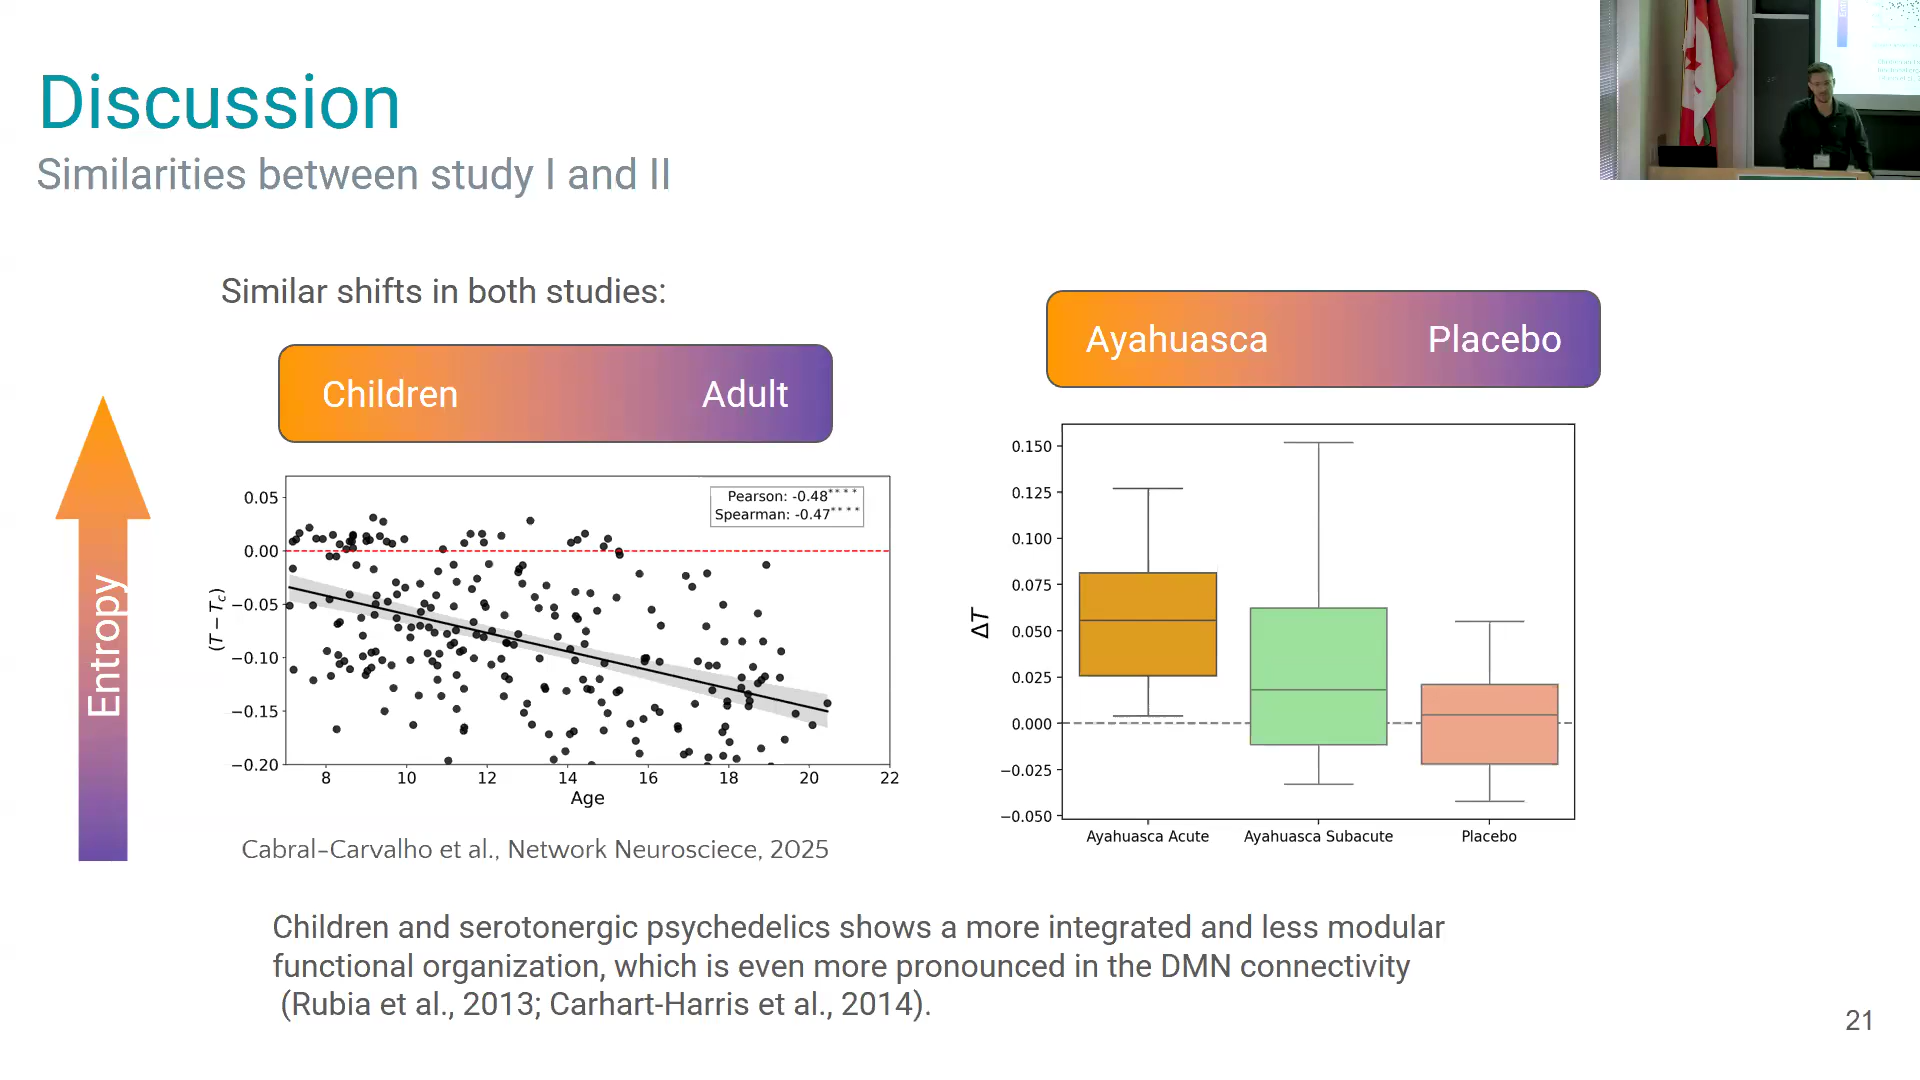 Discussion
Similarities between study I and II
Similar shifts in both studies:
Children Adult
Ayahuasca Placebo
Entropy
Pearson: -0.48****
Spearman: -0.47****
0.05
0.00
−0.05
−0.10
−0.15
−0.20
(T − Tc)
8 10 12 14 16 18 20 22
Age
Cabral-Carvalho et al., Network Neurosciece, 2025
0.150
0.125
0.100
0.075
0.050
0.025
0.000
−0.025
−0.050
ΔT
Ayahuasca Acute Ayahuasca Subacute Placebo
Children and serotonergic psychedelics shows a more integrated and less modular
functional organization, which is even more pronounced in the DMN connectivity
(Rubia et al., 2013; Carhart-Harris et al., 2014).
21